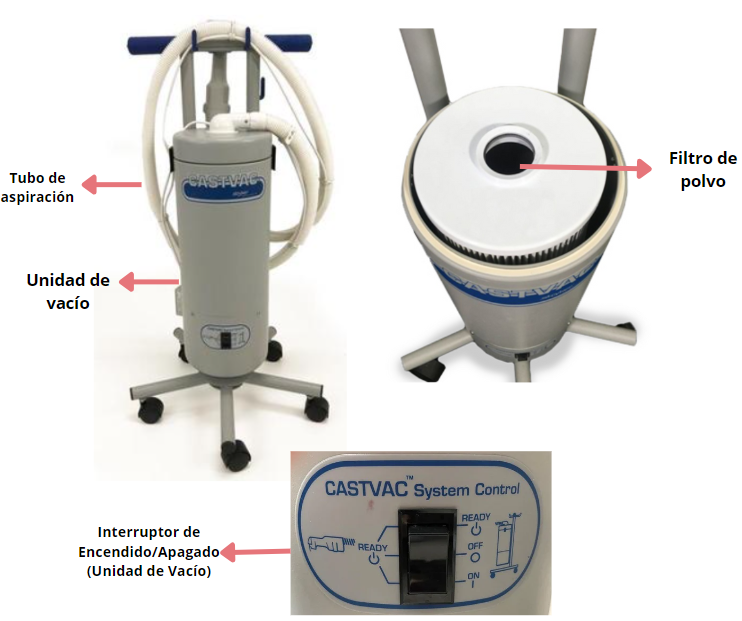 Tubo de
aspiración
Unidad de
vacío
CASTVAC
Filtro de
polvo
CASTVAC
Interruptor de
Encendido/Apagado
(Unidad de Vacío)
CASTVAC™ System Control
READY
READY
OFF
ON